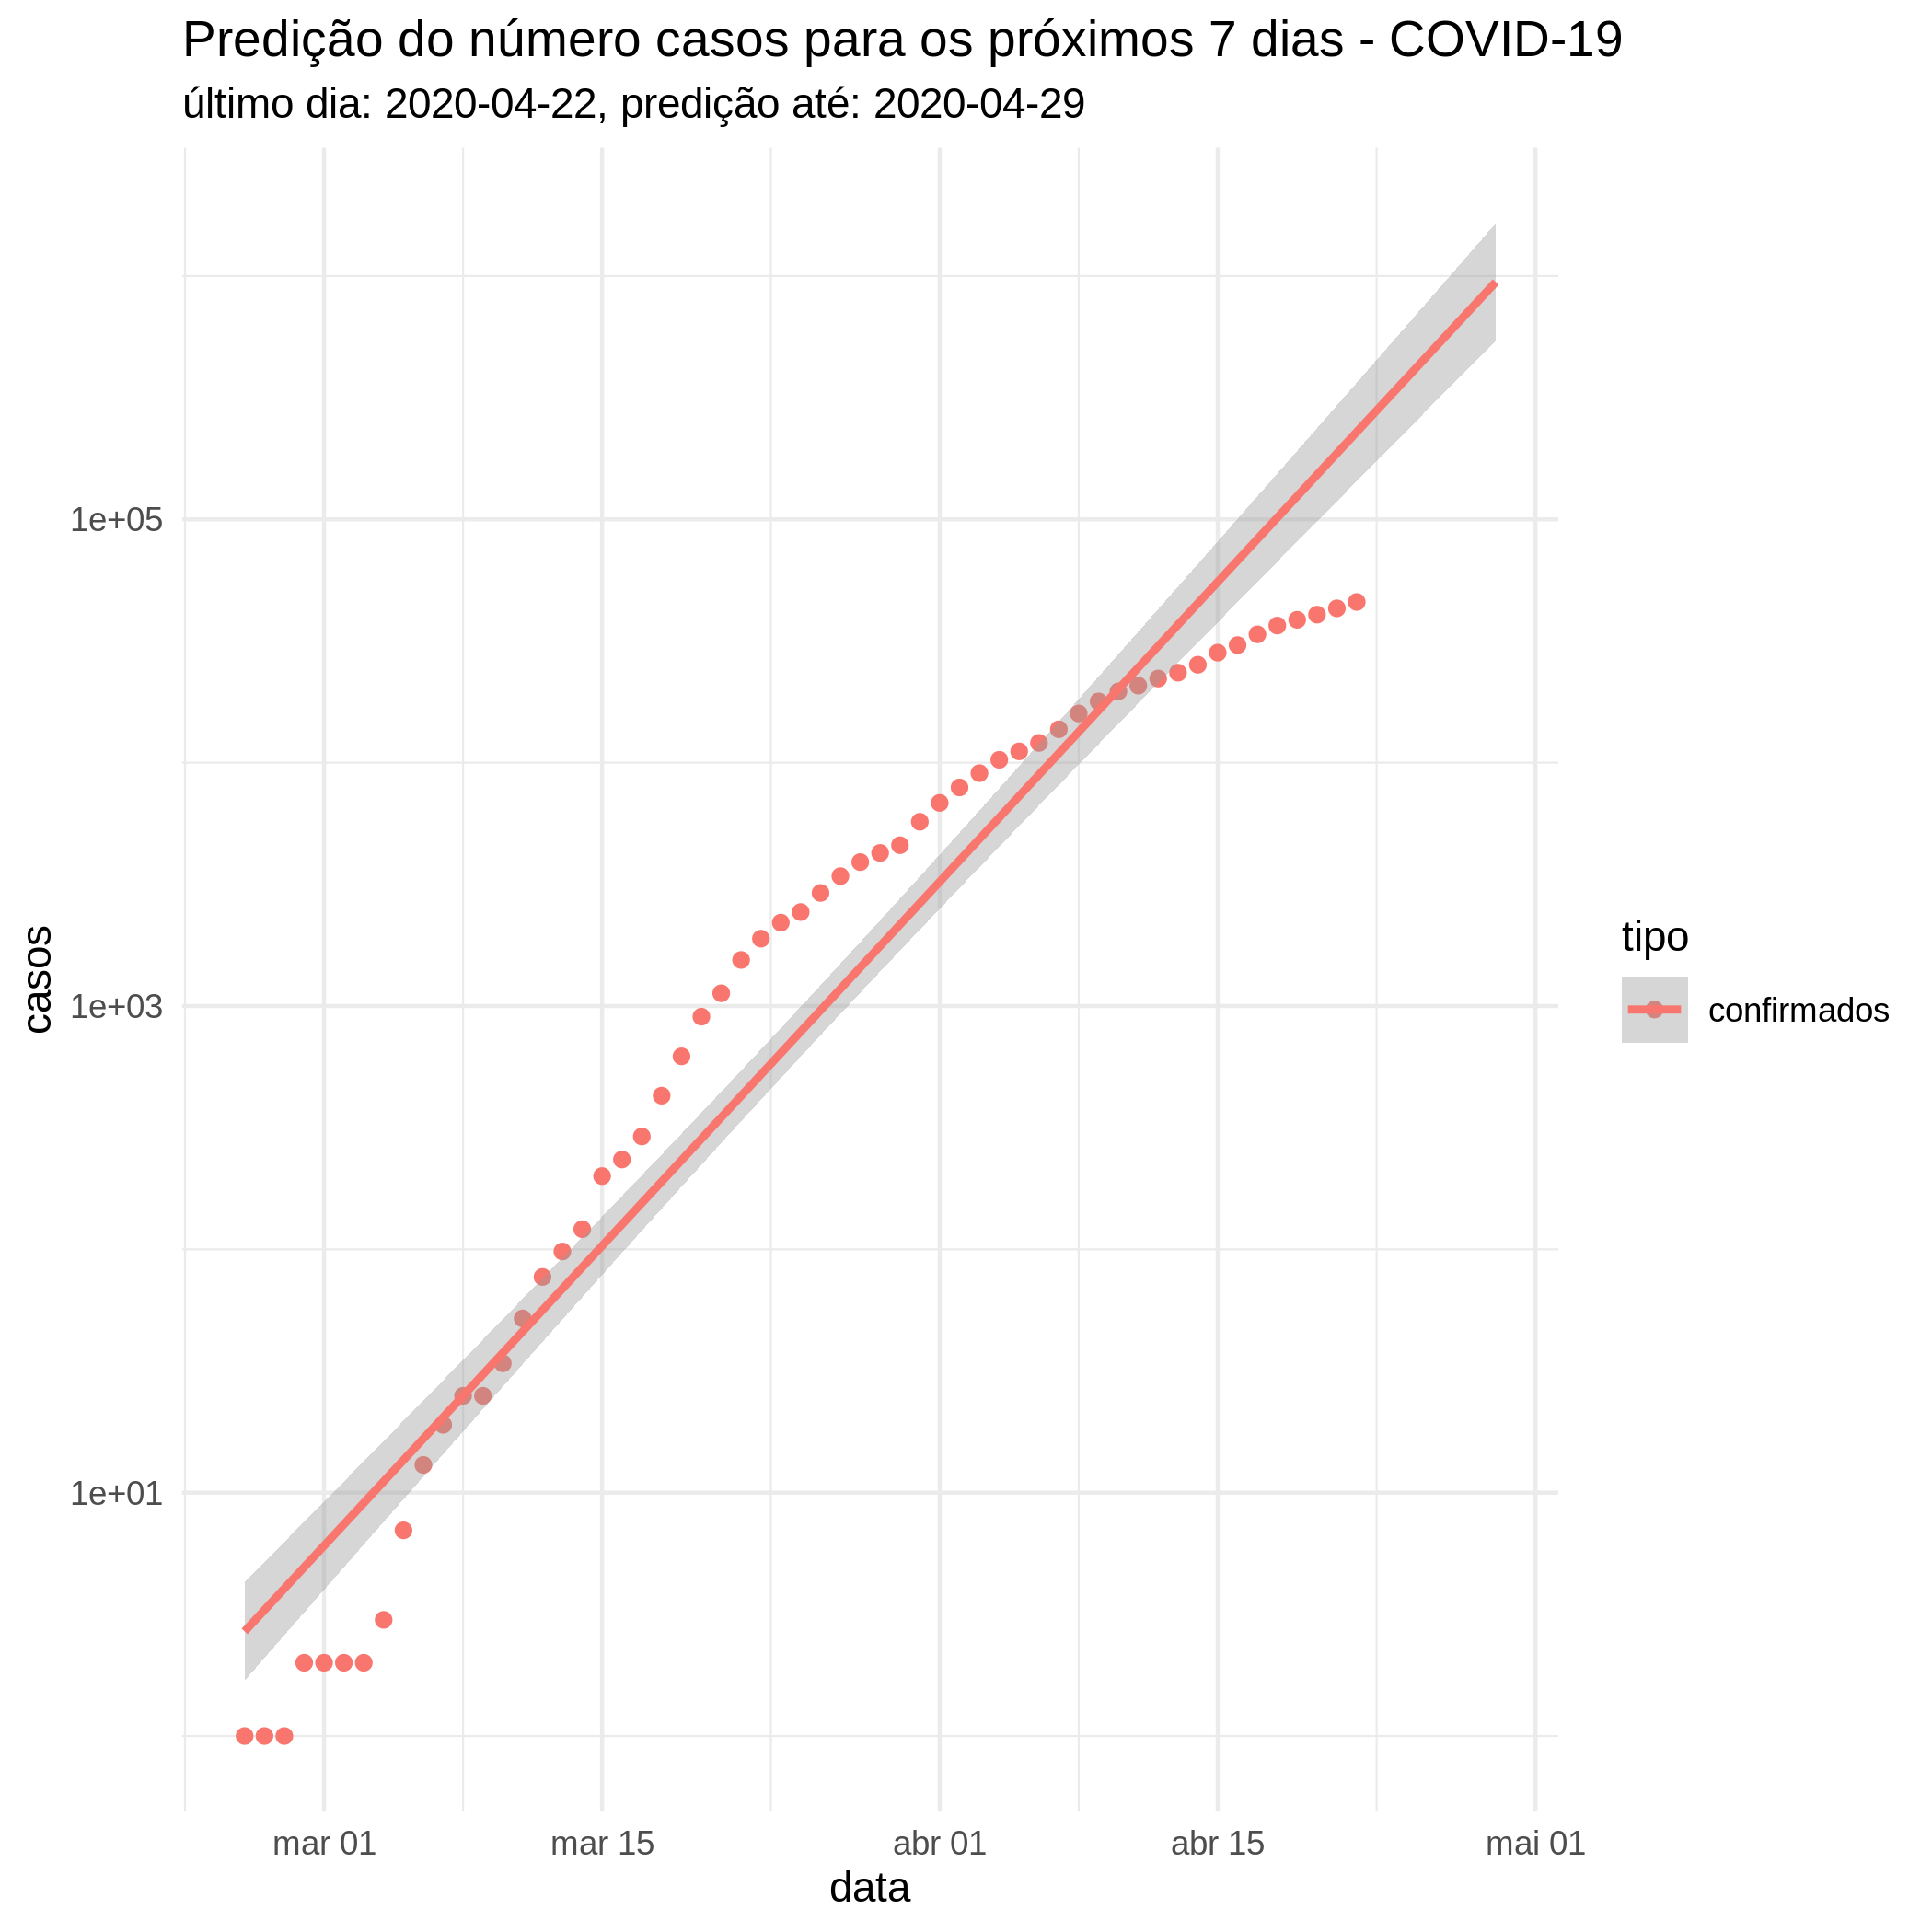 Predição do número casos para os próximos 7 dias - COVID-19
último dia: 2020-04-22, predição até: 2020-04-29
1e+05
1e+03
1e+01
casos
mar 01
mar 15
abr 01
abr 15
mai 01
data
tipo
confirmados